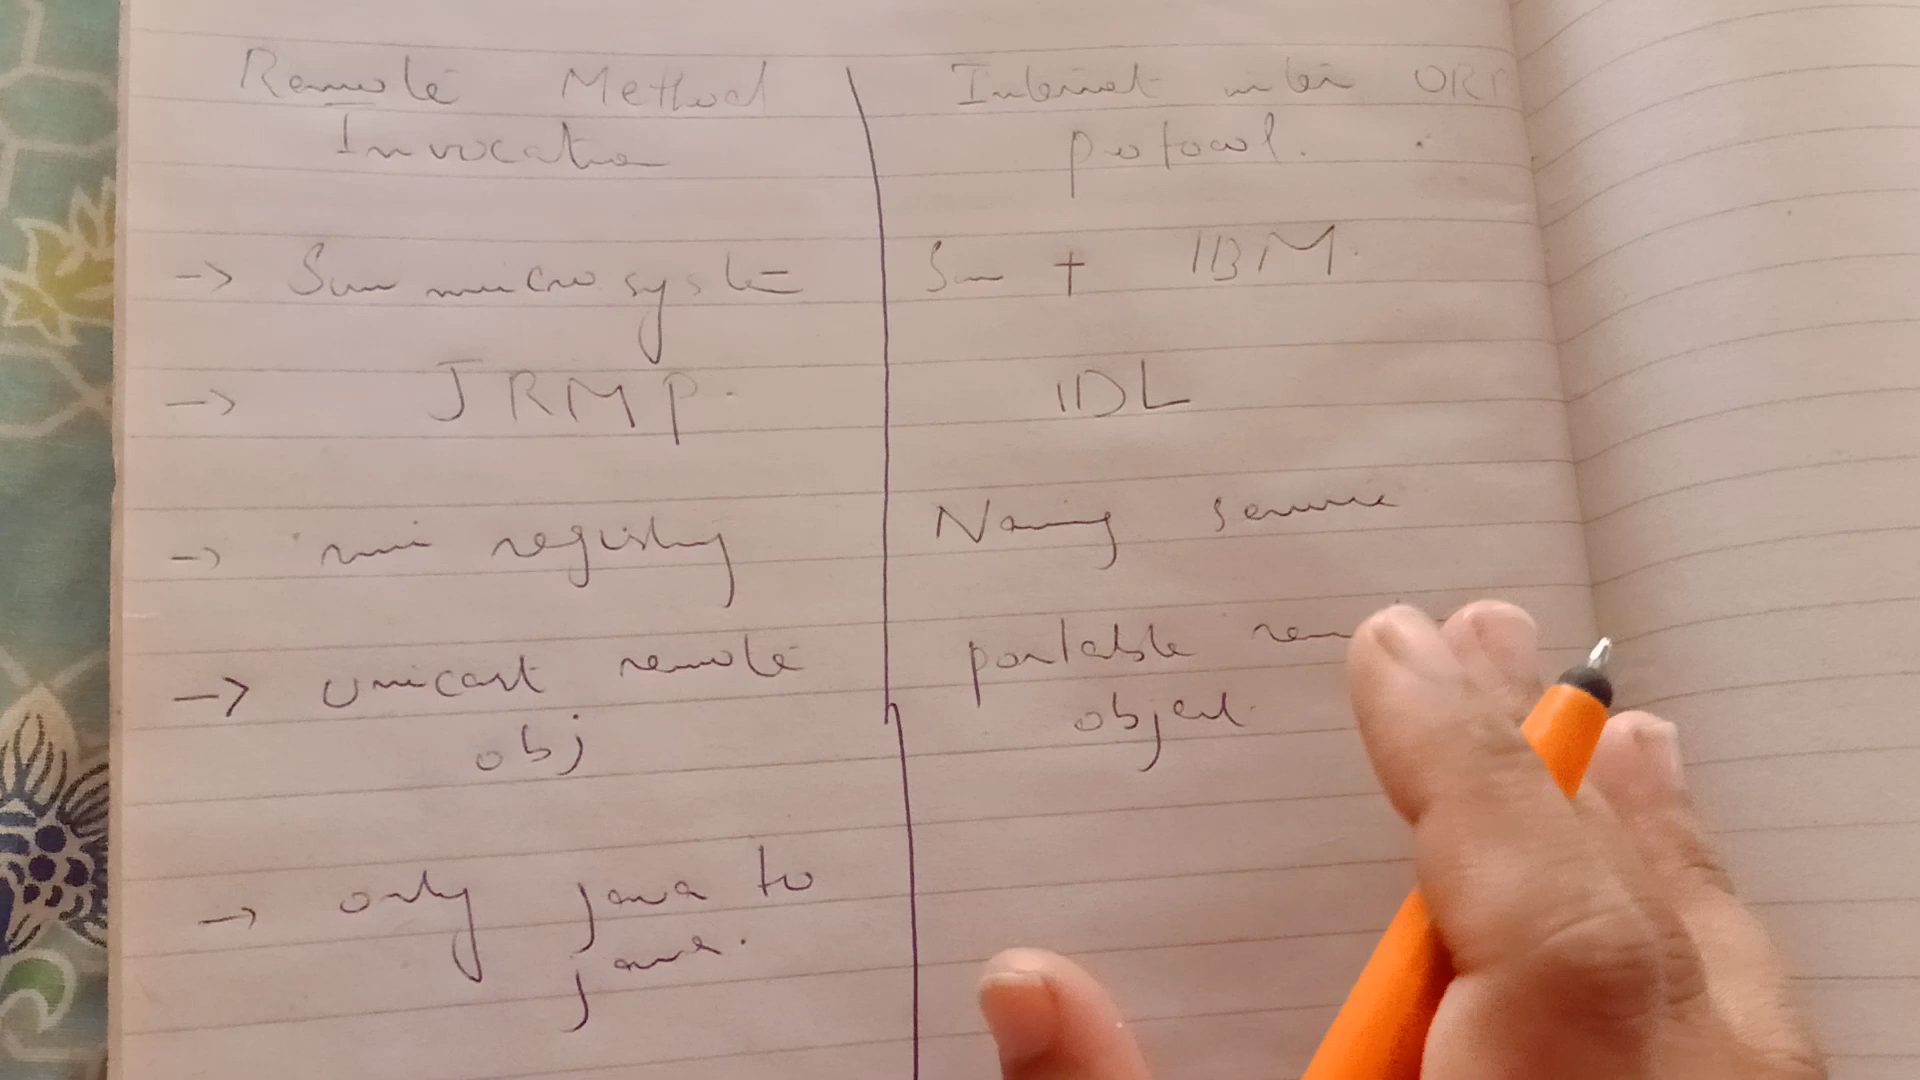 Remote Method
Invocation
-> Sun micro system
-> JRMP.
-> rmi registry
-> unicast remote
obj
-> only java to
java.
Internet inter ORB
protocol.
Sun + IBM.
IDL
Naming service
portable
object.